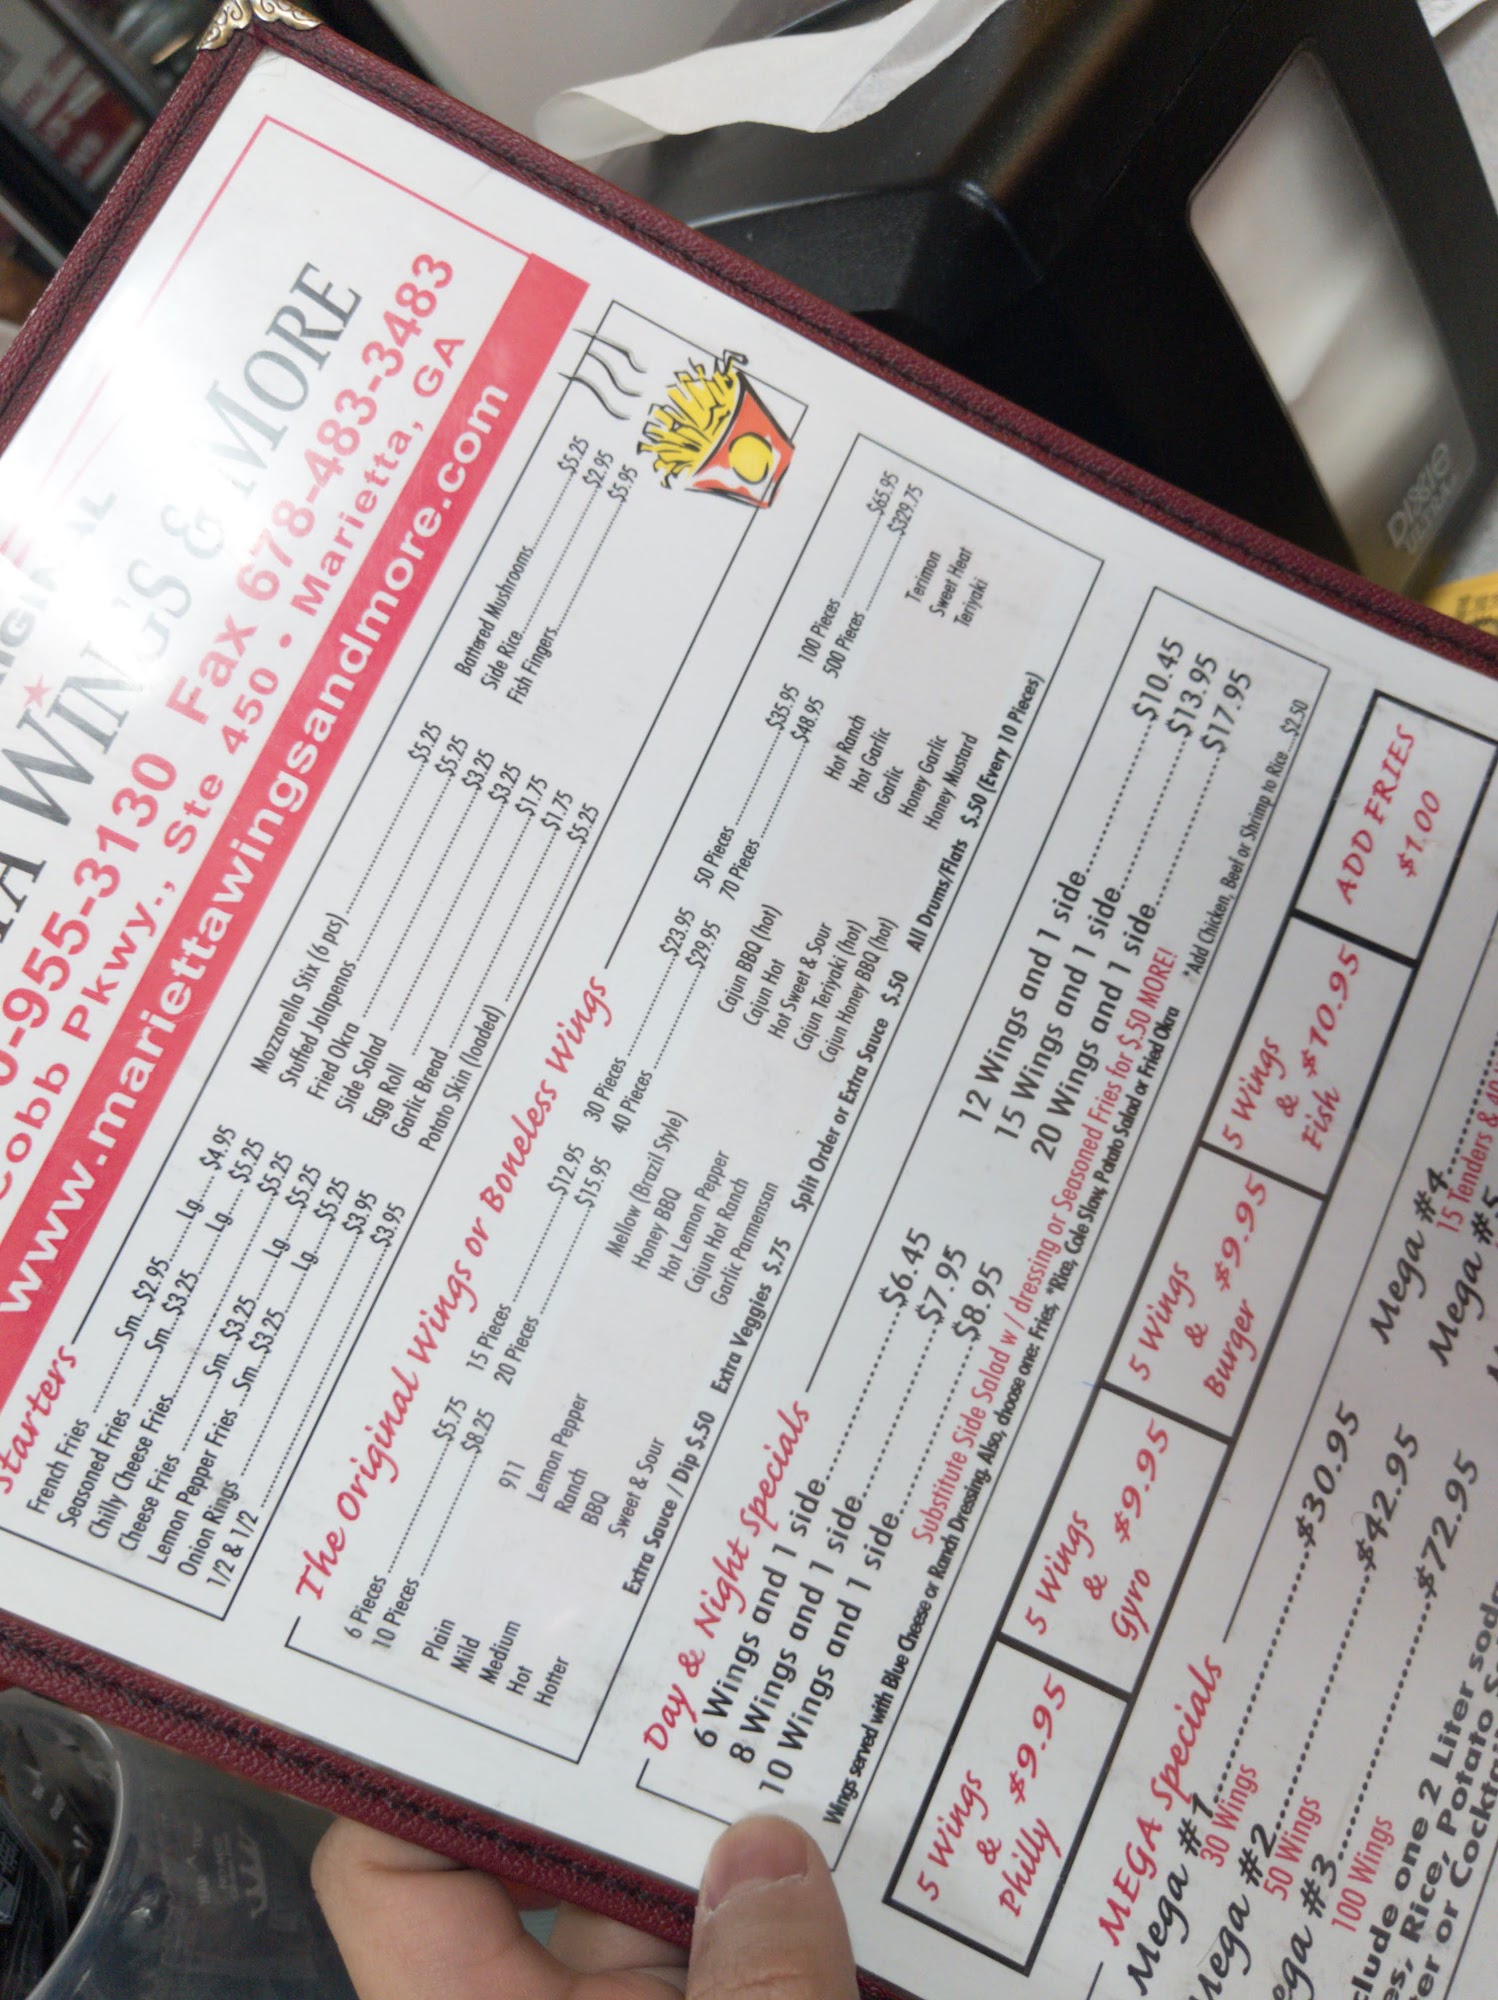 WINGS & MORE
955-3130 Fax 678-483-3483
Cobb Pkwy., Ste 450 • Marietta, GA
www.mariettawingsandmore.com
Starters
French Fries Sm...$2.95 Lg....$4.95
Seasoned Fries Sm...$3.25 Lg....$5.25
Chilly Cheese Fries $5.25
Cheese Fries Sm...$3.25 Lg....$5.25
Lemon Pepper Fries Sm...$3.25 Lg....$5.25
Onion Rings $3.95
1/2 & 1/2 $3.95
Mozzarella Stix (6 pcs) $5.25
Stuffed Jalapenos $5.25
Fried Okra $3.25
Side Salad $3.25
Egg Roll $1.75
Garlic Bread $1.75
Potato Skin (loaded) $5.25
Battered Mushrooms $5.25
Side Rice $2.95
Fish Fingers $5.95
The Original Wings or Boneless Wings
6 Pieces $5.75 15 Pieces $12.95 30 Pieces $23.95 50 Pieces $35.95 100 Pieces $65.95
10 Pieces $8.25 20 Pieces $15.95 40 Pieces $29.95 70 Pieces $48.95 500 Pieces $329.75
Plain
Mild
Medium
Hot
Hotter
911
Lemon Pepper
Ranch
BBQ
Sweet & Sour
Mellow (Brazil Style)
Honey BBQ
Hot Lemon Pepper
Cajun Hot Ranch
Garlic Parmensan
Cajun BBQ (hot)
Cajun Hot
Hot Sweet & Sour
Cajun Teriyaki (hot)
Cajun Honey BBQ (hot)
Hot Ranch
Hot Garlic
Garlic
Honey Garlic
Honey Mustard
Terimon
Sweet Heat
Teriyaki
Extra Sauce / Dip $.50 Extra Veggies $.75 Split Order or Extra Sauce $.50 All Drums/Flats $.50 (Every 10 Pieces)
Day & Night Specials
6 Wings and 1 side $6.45
8 Wings and 1 side $7.95
10 Wings and 1 side $8.95
12 Wings and 1 side $10.45
15 Wings and 1 side $13.95
20 Wings and 1 side $17.95
Substitute Side Salad w/ dressing or Seasoned Fries for $.50 MORE!
Wings served with Blue Cheese or Ranch Dressing. Also, choose one: Fries, *Rice, Cole Slaw, Potato Salad or Fried Okra *Add Chicken, Beef or Shrimp to Rice....$2.50
5 Wings
&
Philly $9.95
5 Wings
&
Gyro $9.95
5 Wings
&
Burger $9.95
5 Wings
&
Fish $10.95
ADD FRIES
$1.00
MEGA Specials
Mega #1 $30.95
30 Wings
Mega #2 $42.95
50 Wings
Mega #3 $72.95
100 Wings
Mega #4
15 Tenders &
Mega #5
one 2 Liter soda
Rice, Potato
or